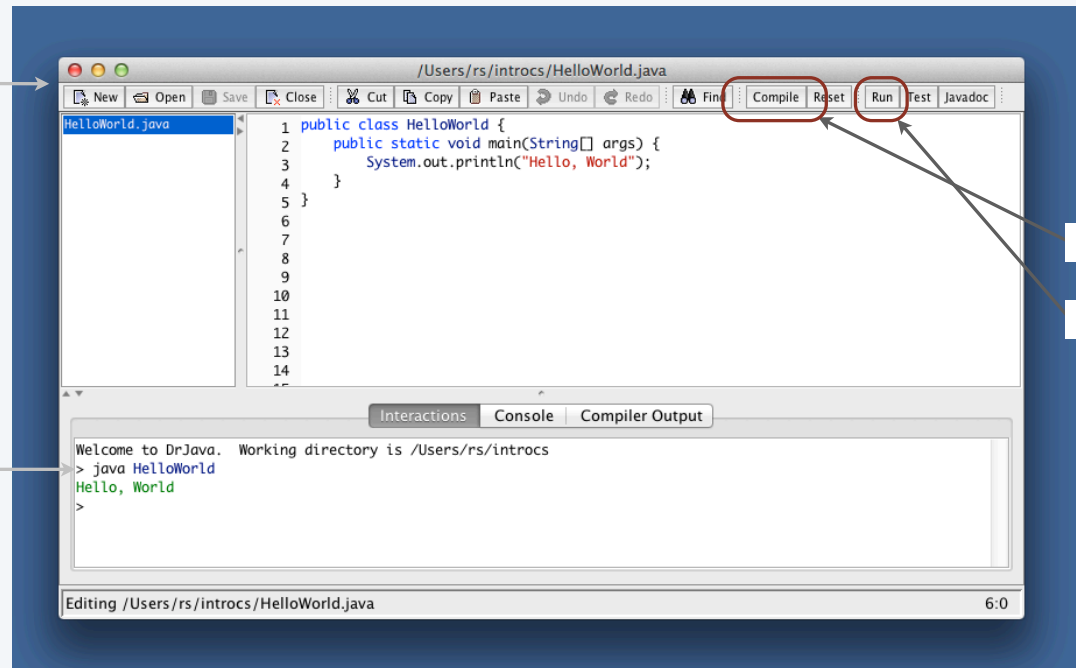 /Users/rs/introcs/HelloWorld.java
New Open Save Close Cut Copy Paste Undo Redo Find Compile Reset Run Test Javadoc
HelloWorld.java
1 public class HelloWorld {
2     public static void main(String[] args) {
3         System.out.println("Hello, World");
4     }
5 }
6
7
8
9
10
11
12
13
14
Interactions Console Compiler Output
Welcome to DrJava.  Working directory is /Users/rs/introcs
> java HelloWorld
Hello, World
>
Editing /Users/rs/introcs/HelloWorld.java 6:0